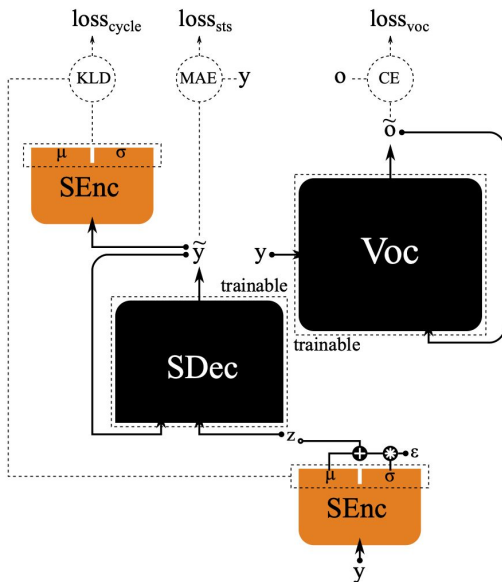 loss_cycle loss_sts loss_voc
KLD MAE y o CE
õ
μ σ
SEnc
ỹ y Voc
trainable
trainable
SDec
z + * ε
μ σ
SEnc
y